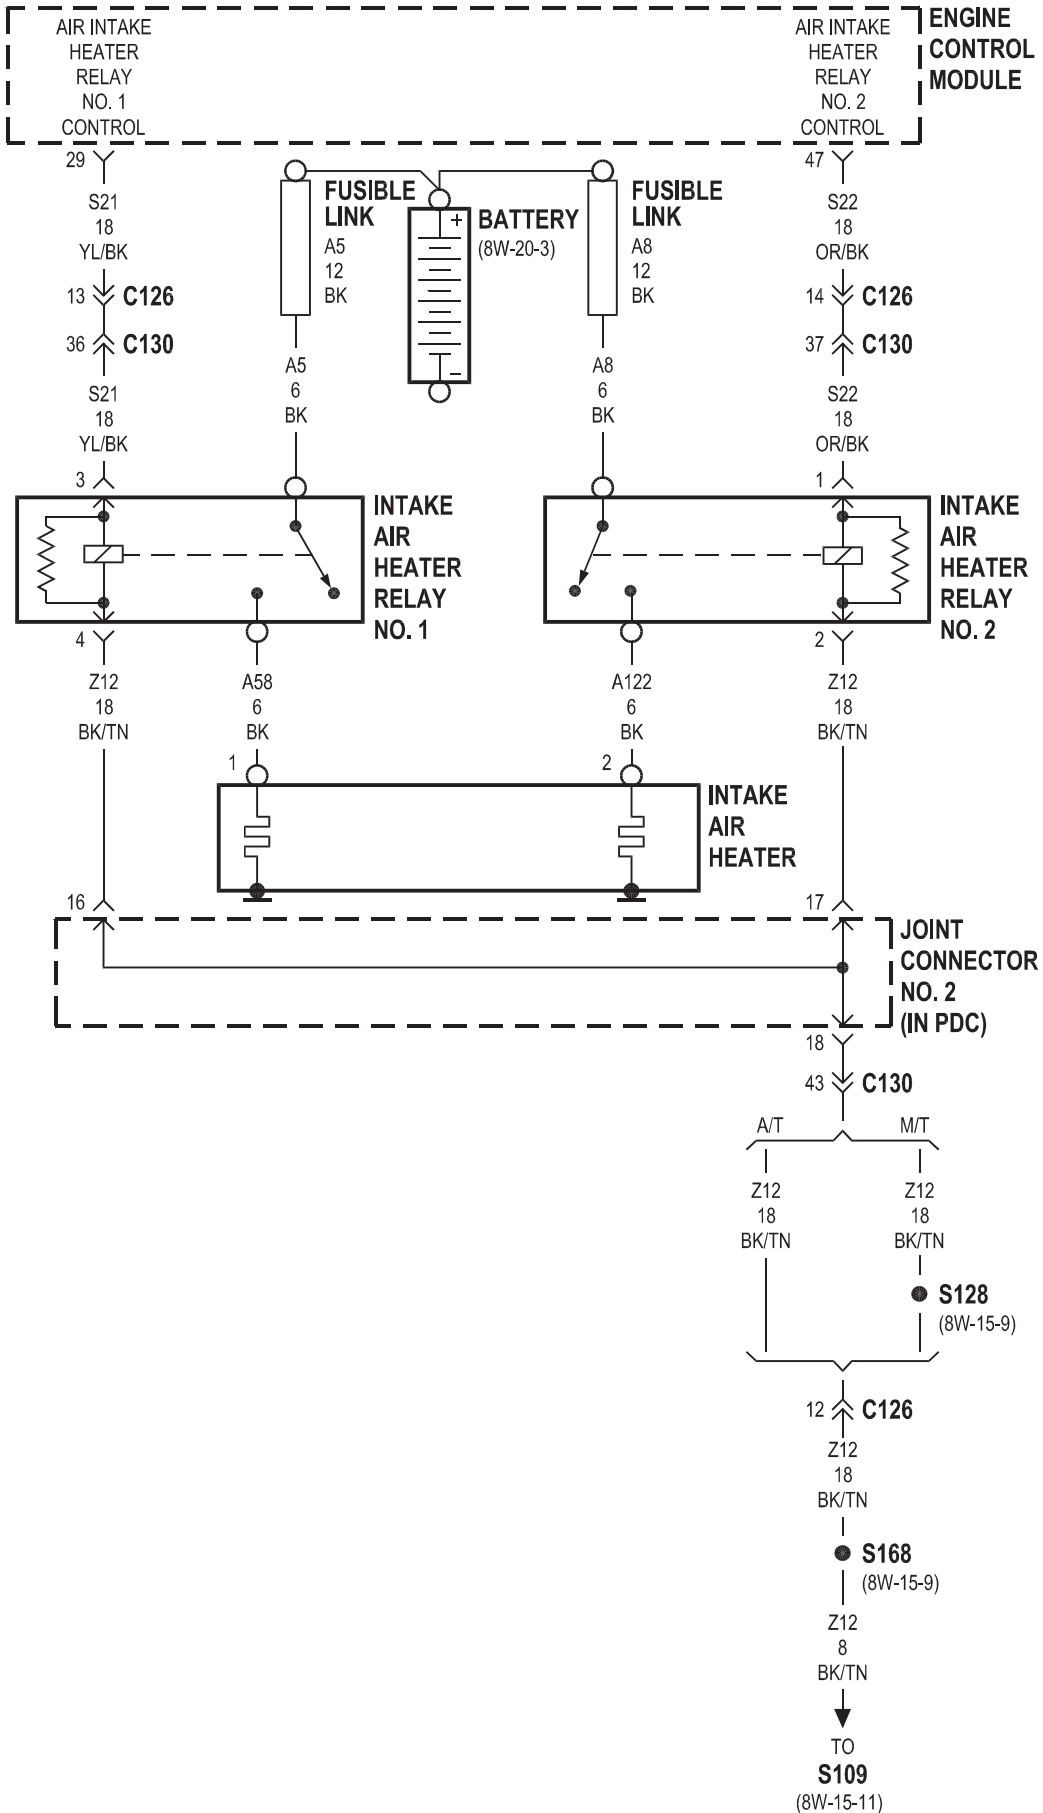 AIR INTAKE
HEATER
RELAY
NO. 1
CONTROL
AIR INTAKE
HEATER
RELAY
NO. 2
CONTROL
ENGINE
CONTROL
MODULE
29
S21
18
YL/BK
13
C126
36
C130
S21
18
YL/BK
3
FUSIBLE
LINK
A5
12
BK
A5
6
BK
+
BATTERY
(8W-20-3)
–
FUSIBLE
LINK
A8
12
BK
A8
6
BK
47
S22
18
OR/BK
14
C126
37
C130
S22
18
OR/BK
1
INTAKE
AIR
HEATER
RELAY
NO. 1
INTAKE
AIR
HEATER
RELAY
NO. 2
4
Z12
18
BK/TN
A58
6
BK
1
A122
6
BK
2
2
Z12
18
BK/TN
INTAKE
AIR
HEATER
16
17
JOINT
CONNECTOR
NO. 2
(IN PDC)
18
43
C130
A/T
M/T
Z12
18
BK/TN
Z12
18
BK/TN
S128
(8W-15-9)
12
C126
Z12
18
BK/TN
S168
(8W-15-9)
Z12
8
BK/TN
TO
S109
(8W-15-11)